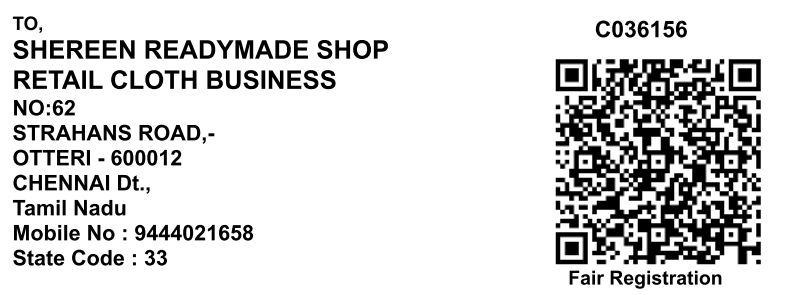 TO,
SHEREEN READYMADE SHOP
RETAIL CLOTH BUSINESS
NO:62
STRAHANS ROAD,-
OTTERI - 600012
CHENNAI Dt.,
Tamil Nadu
Mobile No : 9444021658
State Code : 33
C036156
Fair Registration